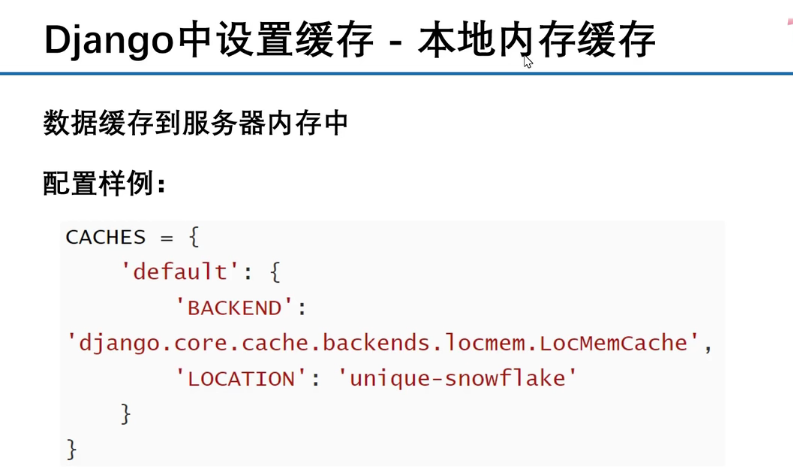 Django中设置缓存 - 本地内存缓存
数据缓存到服务器内存中
配置样例：
CACHES = {
    'default': {
        'BACKEND':
'django.core.cache.backends.locmem.LocMemCache',
        'LOCATION': 'unique-snowflake'
    }
}